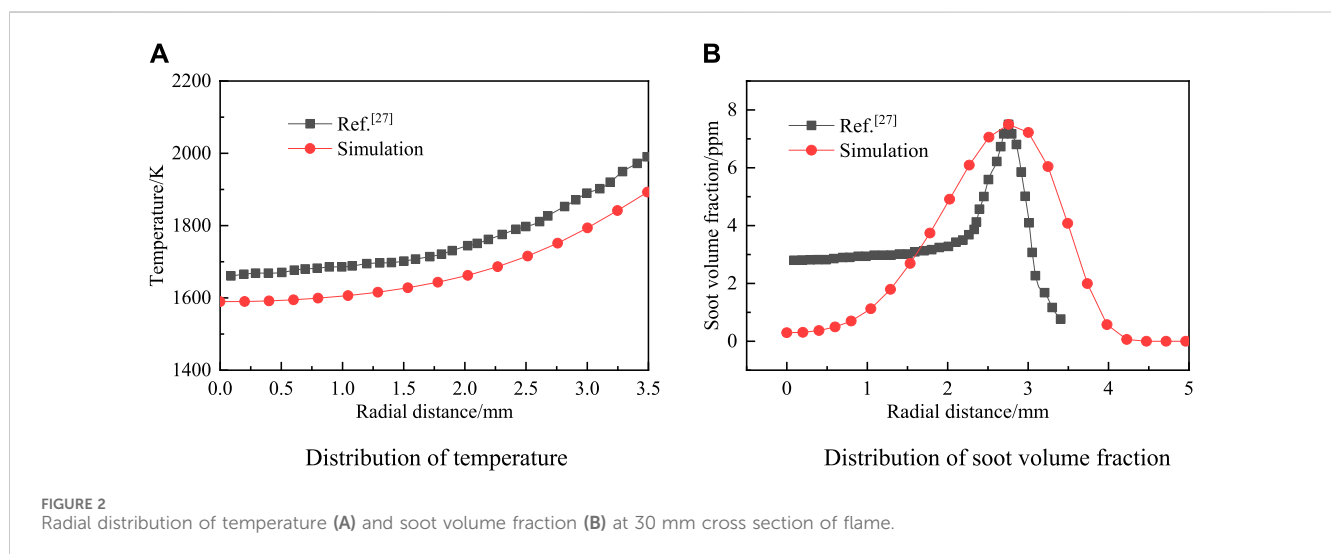 A
B
2200
2000
1800
1600
1400
Temperature/K
Ref.[27]
Simulation
0.0 0.5 1.0 1.5 2.0 2.5 3.0 3.5
Radial distance/mm
8
6
4
2
0
Soot volume fraction/ppm
Ref.[27]
Simulation
0 1 2 3 4 5
Radial distance/mm
Distribution of temperature
Distribution of soot volume fraction
FIGURE 2
Radial distribution of temperature (A) and soot volume fraction (B) at 30 mm cross section of flame.